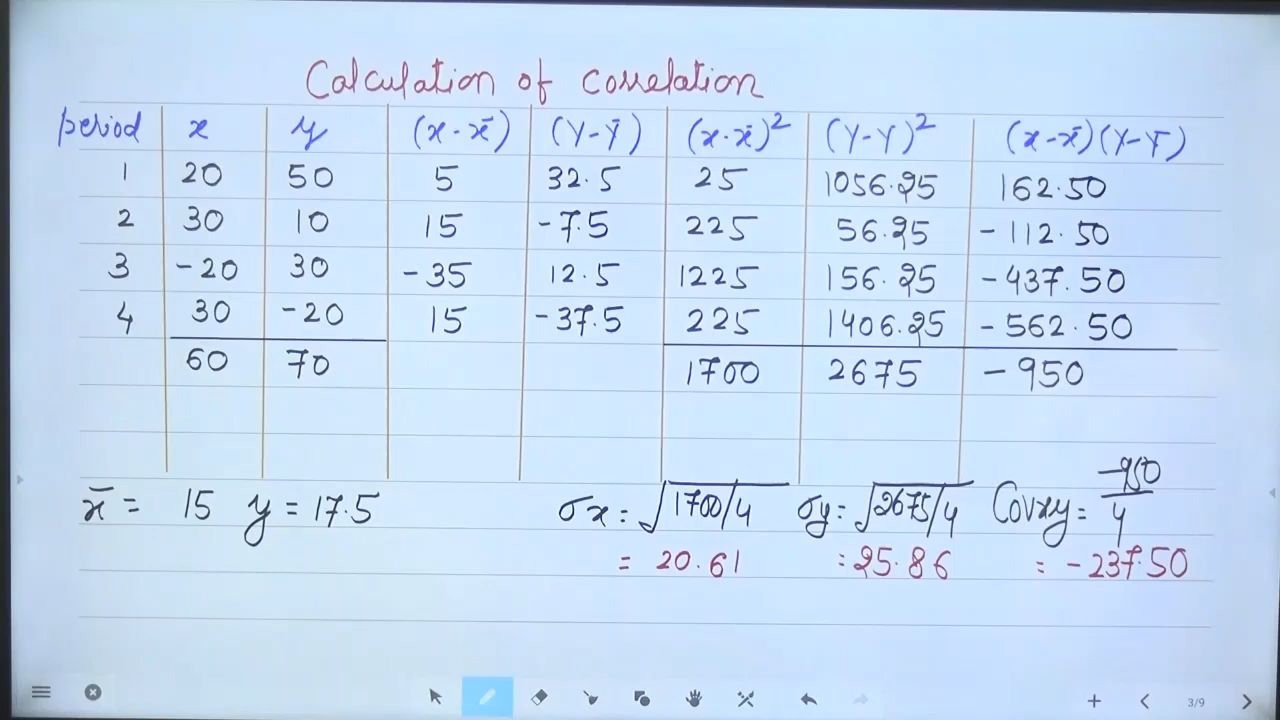 Calculation of Correlation
period x y (x-x̄) (Y-Ȳ) (x-x̄)² (Y-Y)² (x-x̄)(Y-Y̅)
1 20 50 5 32.5 25 1056.25 162.50
2 30 10 15 -7.5 225 56.25 -112.50
3 -20 30 -35 12.5 1225 156.25 -437.50
4 30 -20 15 -37.5 225 1406.25 -562.50
60 70 1700 2675 -950
x̄ = 15 y = 17.5 σx = √1700/4 σy = √2675/4 Covxy = -950/4
= 20.61 = 25.86 = -237.50
3/9